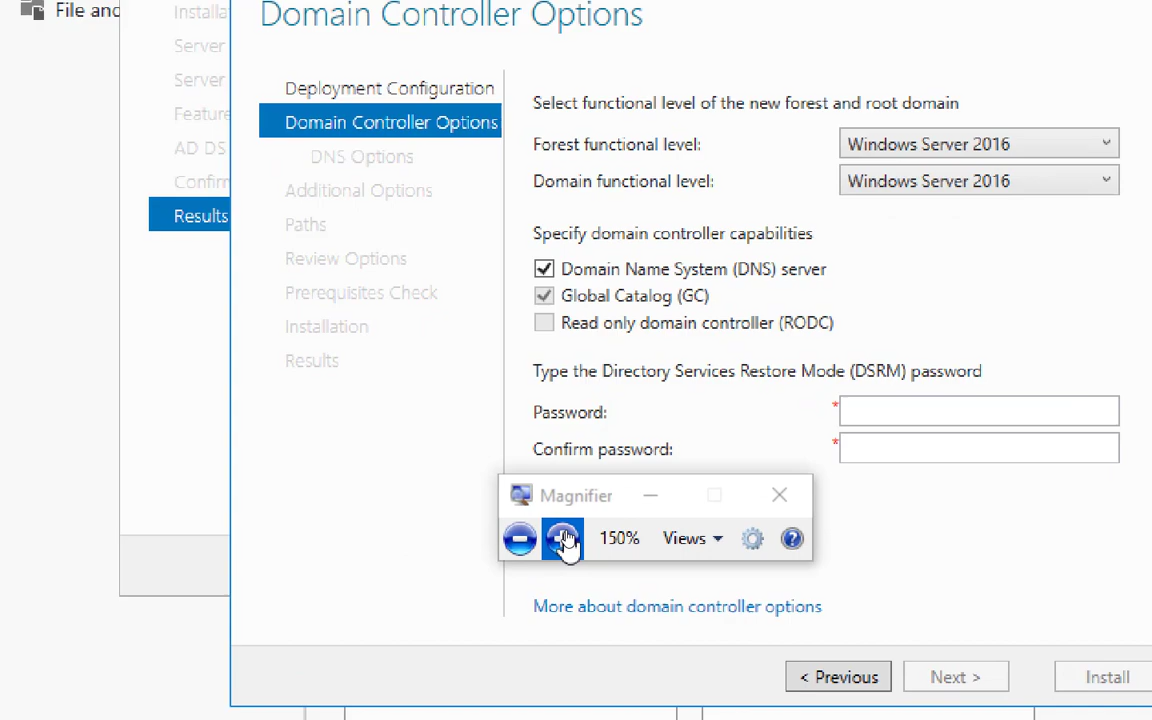 File and
Installa
Server
Server
Feature
AD DS
Confirm
Results
Domain Controller Options
Deployment Configuration
Domain Controller Options
DNS Options
Additional Options
Paths
Review Options
Prerequisites Check
Installation
Results
Select functional level of the new forest and root domain
Forest functional level: Windows Server 2016
Domain functional level: Windows Server 2016
Specify domain controller capabilities
Domain Name System (DNS) server
Global Catalog (GC)
Read only domain controller (RODC)
Type the Directory Services Restore Mode (DSRM) password
Password: *
Confirm password: *
Magnifier
150% Views
More about domain controller options
< Previous Next > Install